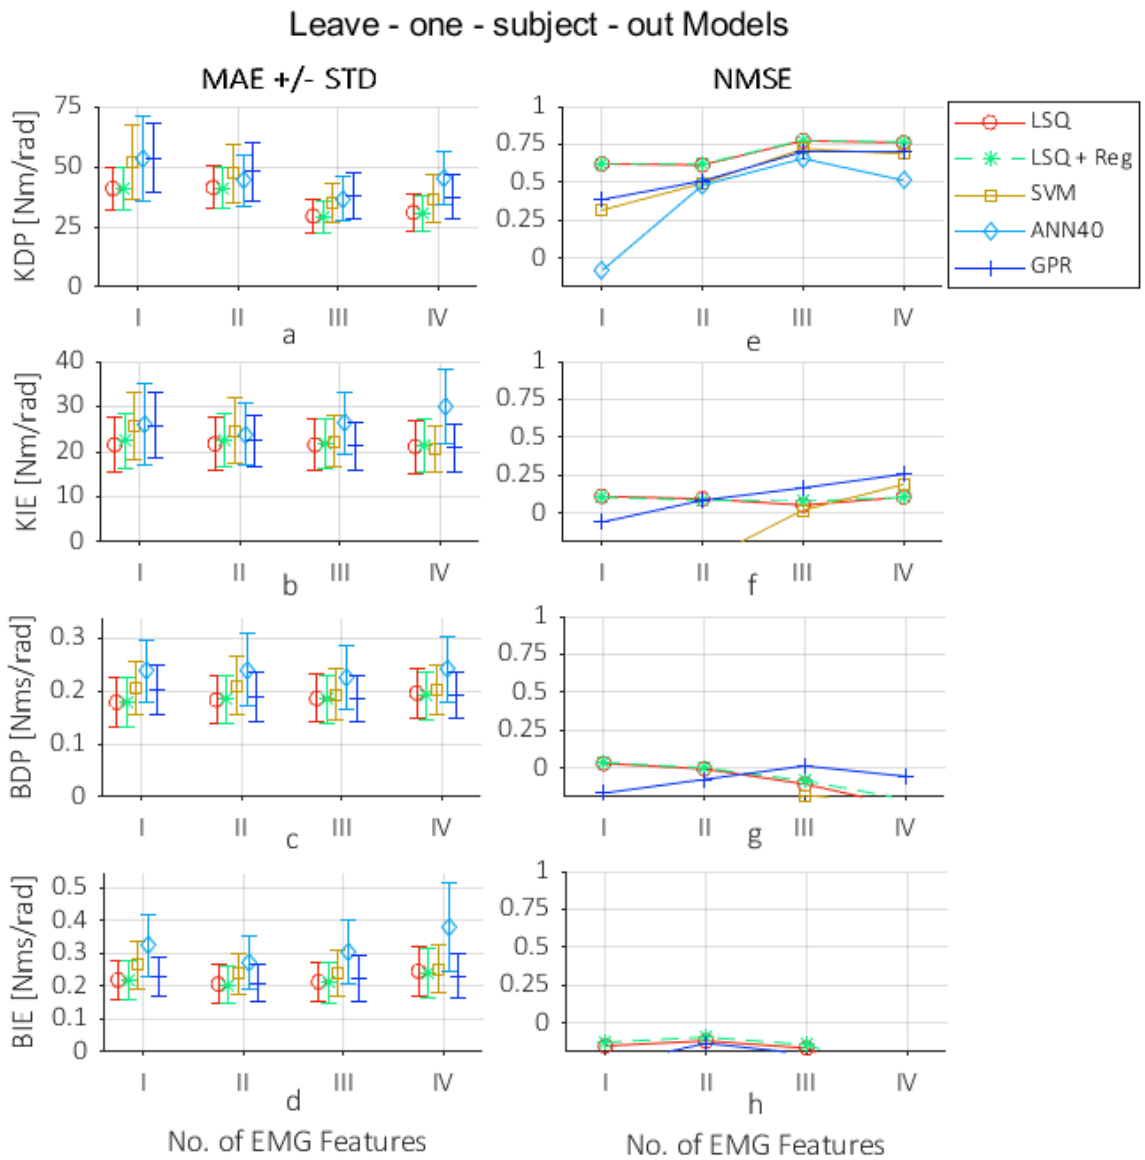 Leave - one - subject - out Models
MAE +/- STD
NMSE
KDP [Nm/rad]
75
50
25
0
I
II
III
IV
a
1
0.75
0.5
0.25
0
I
II
III
IV
e
LSQ
LSQ + Reg
SVM
ANN40
GPR
KIE [Nm/rad]
40
30
20
10
0
I
II
III
IV
b
1
0.75
0.5
0.25
0
I
II
III
IV
f
BDP [Nms/rad]
0.3
0.2
0.1
0
I
II
III
IV
c
1
0.75
0.5
0.25
0
I
II
III
IV
g
BIE [Nms/rad]
0.5
0.4
0.3
0.2
0.1
0
I
II
III
IV
d
1
0.75
0.5
0.25
0
I
II
III
IV
h
No. of EMG Features
No. of EMG Features